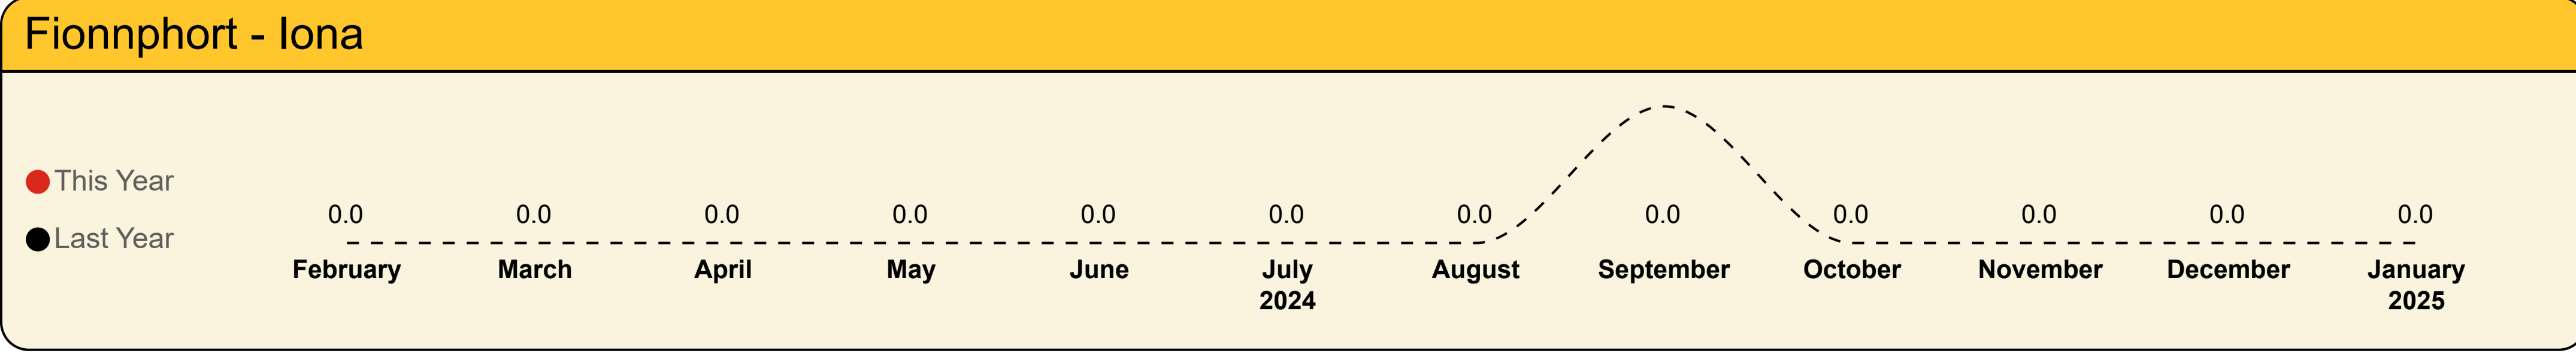 Fionnphort - Iona
This Year
Last Year
0.0 0.0 0.0 0.0 0.0 0.0 0.0 0.0 0.0 0.0 0.0 0.0
February March April May June July August September October November December January
2024 2025